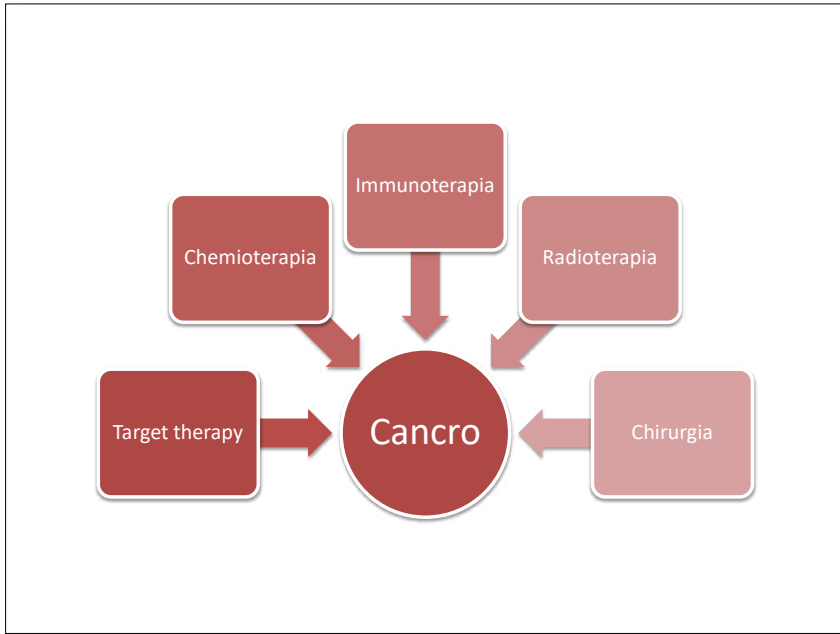 Immunoterapia
Chemioterapia
Radioterapia
Target therapy
Cancro
Chirurgia